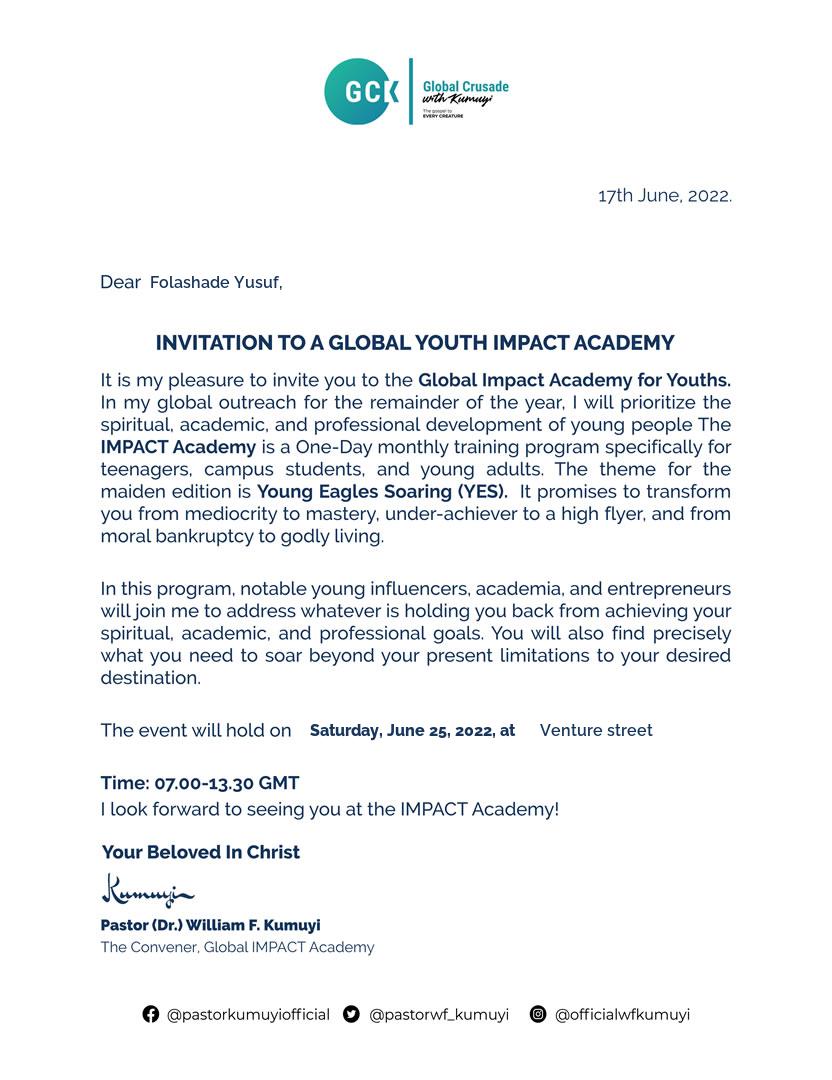 GCK
Global Crusade
with Kumuyi
The gospel to
EVERY CREATURE
17th June, 2022.
Dear Folashade Yusuf,
INVITATION TO A GLOBAL YOUTH IMPACT ACADEMY
It is my pleasure to invite you to the Global Impact Academy for Youths.
In my global outreach for the remainder of the year, I will prioritize the
spiritual, academic, and professional development of young people The
IMPACT Academy is a One-Day monthly training program specifically for
teenagers, campus students, and young adults. The theme for the
maiden edition is Young Eagles Soaring (YES). It promises to transform
you from mediocrity to mastery, under-achiever to a high flyer, and from
moral bankruptcy to godly living.
In this program, notable young influencers, academia, and entrepreneurs
will join me to address whatever is holding you back from achieving your
spiritual, academic, and professional goals. You will also find precisely
what you need to soar beyond your present limitations to your desired
destination.
The event will hold on Saturday, June 25, 2022, at Venture street
Time: 07.00-13.30 GMT
I look forward to seeing you at the IMPACT Academy!
Your Beloved In Christ
Kumuyi
Pastor (Dr.) William F. Kumuyi
The Convener, Global IMPACT Academy
@pastorkumuyiofficial @pastorwf_kumuyi @officialwfkumuyi